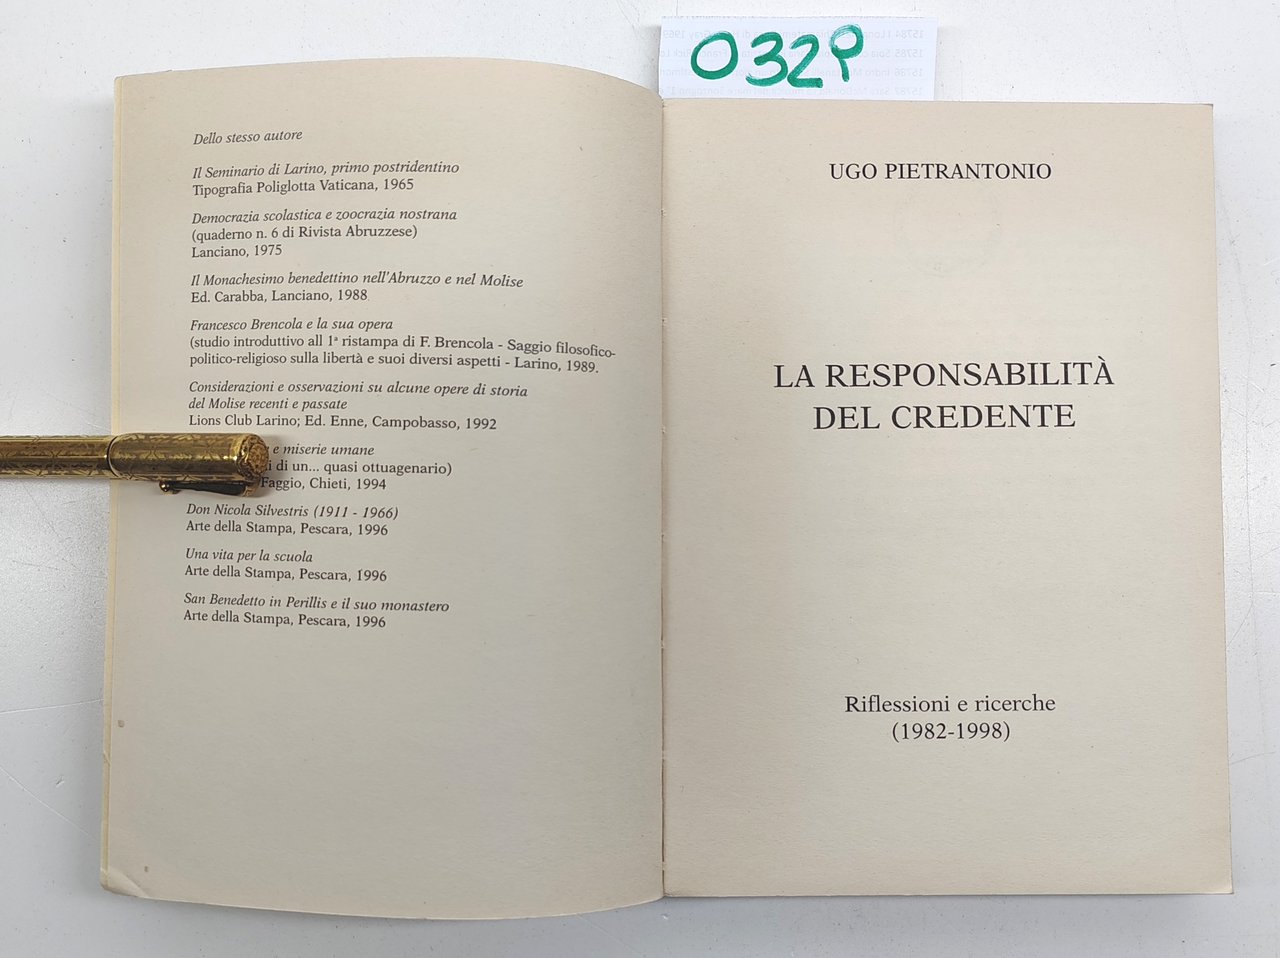 0329
Dello stesso autore
Il Seminario di Larino, primo postridentino
Tipografia Poliglotta Vaticana, 1965
Democrazia scolastica e zoocrazia nostrana
(quaderno n. 6 di Rivista Abruzzese)
Lanciano, 1975
Il Monachesimo benedettino nell'Abruzzo e nel Molise
Ed. Carabba, Lanciano, 1988
Francesco Brencola e la sua opera
(studio introduttivo all 1ª ristampa di F. Brencola - Saggio filosofico-
politico-religioso sulla libertà e suoi diversi aspetti - Larino, 1989.
Considerazioni e osservazioni su alcune opere di storia
del Molise recenti e passate
Lions Club Larino; Ed. Enne, Campobasso, 1992
e miserie umane
di un... quasi ottuagenario)
Faggio, Chieti, 1994
Don Nicola Silvestris (1911 - 1966)
Arte della Stampa, Pescara, 1996
Una vita per la scuola
Arte della Stampa, Pescara, 1996
San Benedetto in Perillis e il suo monastero
Arte della Stampa, Pescara, 1996
UGO PIETRANTONIO
LA RESPONSABILITÀ
DEL CREDENTE
Riflessioni e ricerche
(1982-1998)